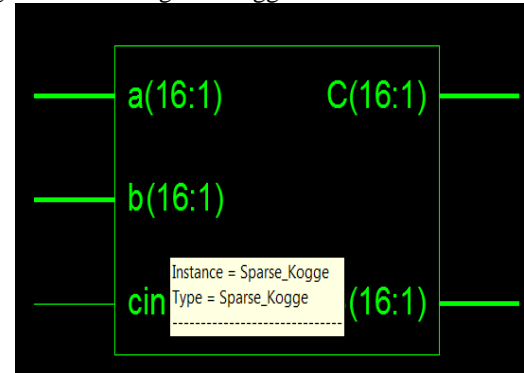 a(16:1) C(16:1)
b(16:1)
Instance = Sparse_Kogge
Type = Sparse_Kogge
cin (16:1)